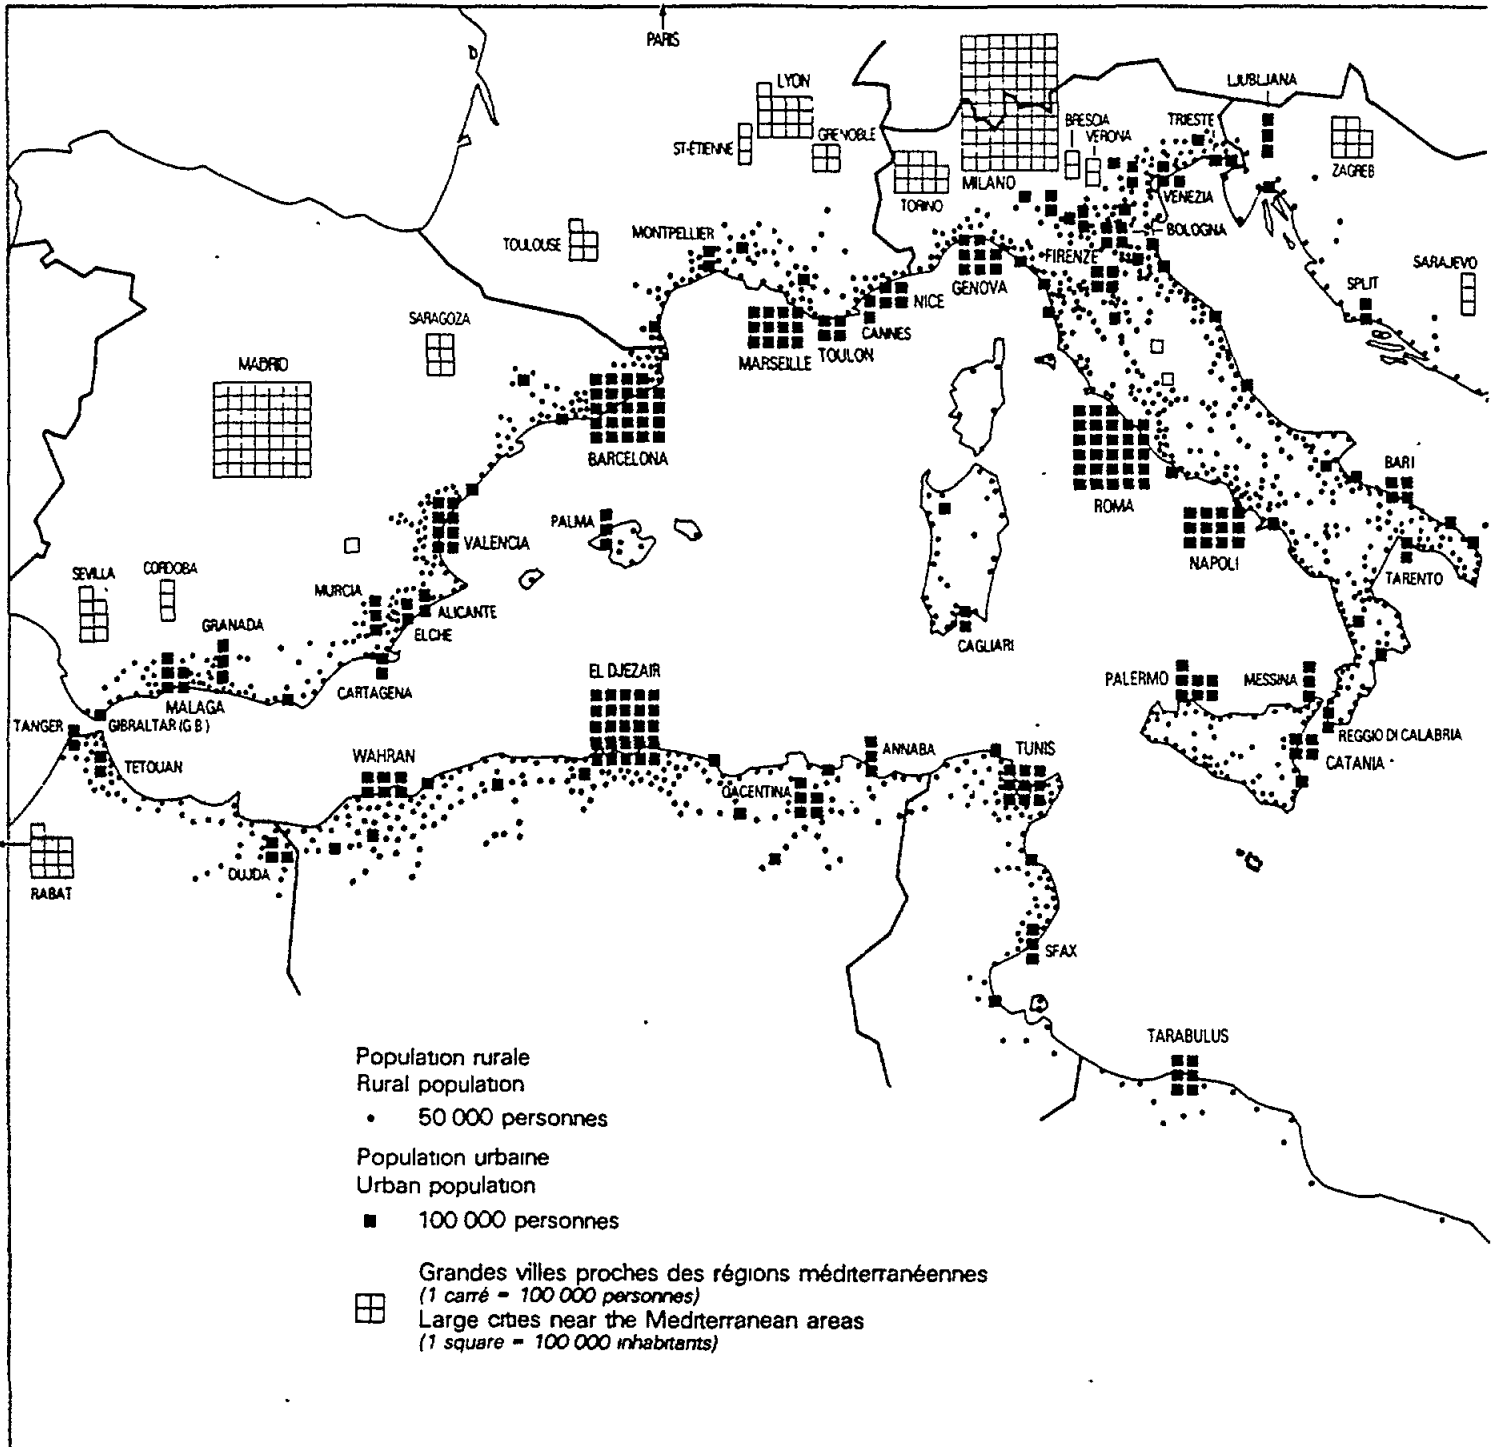 PARIS
LYON
LJUBLJANA
ST-ÉTIENNE
GRENOBLE
BRESCIA
VERONA
TRIESTE
ZAGREB
MILANO
TORINO
VENEZIA
MONTPELLIER
TOULOUSE
BOLOGNA
FIRENZE
SARAJEVO
GENOVA
SPLIT
NICE
CANNES
SARAGOZA
MARSEILLE
TOULON
MADRID
BARCELONA
BARI
ROMA
PALMA
VALENCIA
NAPOLI
TARENTO
SEVILLA
CORDOBA
MURCIA
ALICANTE
ELCHE
GRANADA
CAGLIARI
EL DJEZAIR
PALERMO
MESSINA
CARTAGENA
MALAGA
TANGER
GIBRALTAR (G B)
REGGIO DI CALABRIA
TETOUAN
WAHRAN
ANNABA
TUNIS
CATANIA
QACENTINA
DUJDA
RABAT
SFAX
TARABULUS
Population rurale
Rural population
50 000 personnes
Population urbaine
Urban population
100 000 personnes
Grandes villes proches des régions méditerranéennes
(1 carré = 100 000 personnes)
Large cities near the Mediterranean areas
(1 square = 100 000 inhabitants)